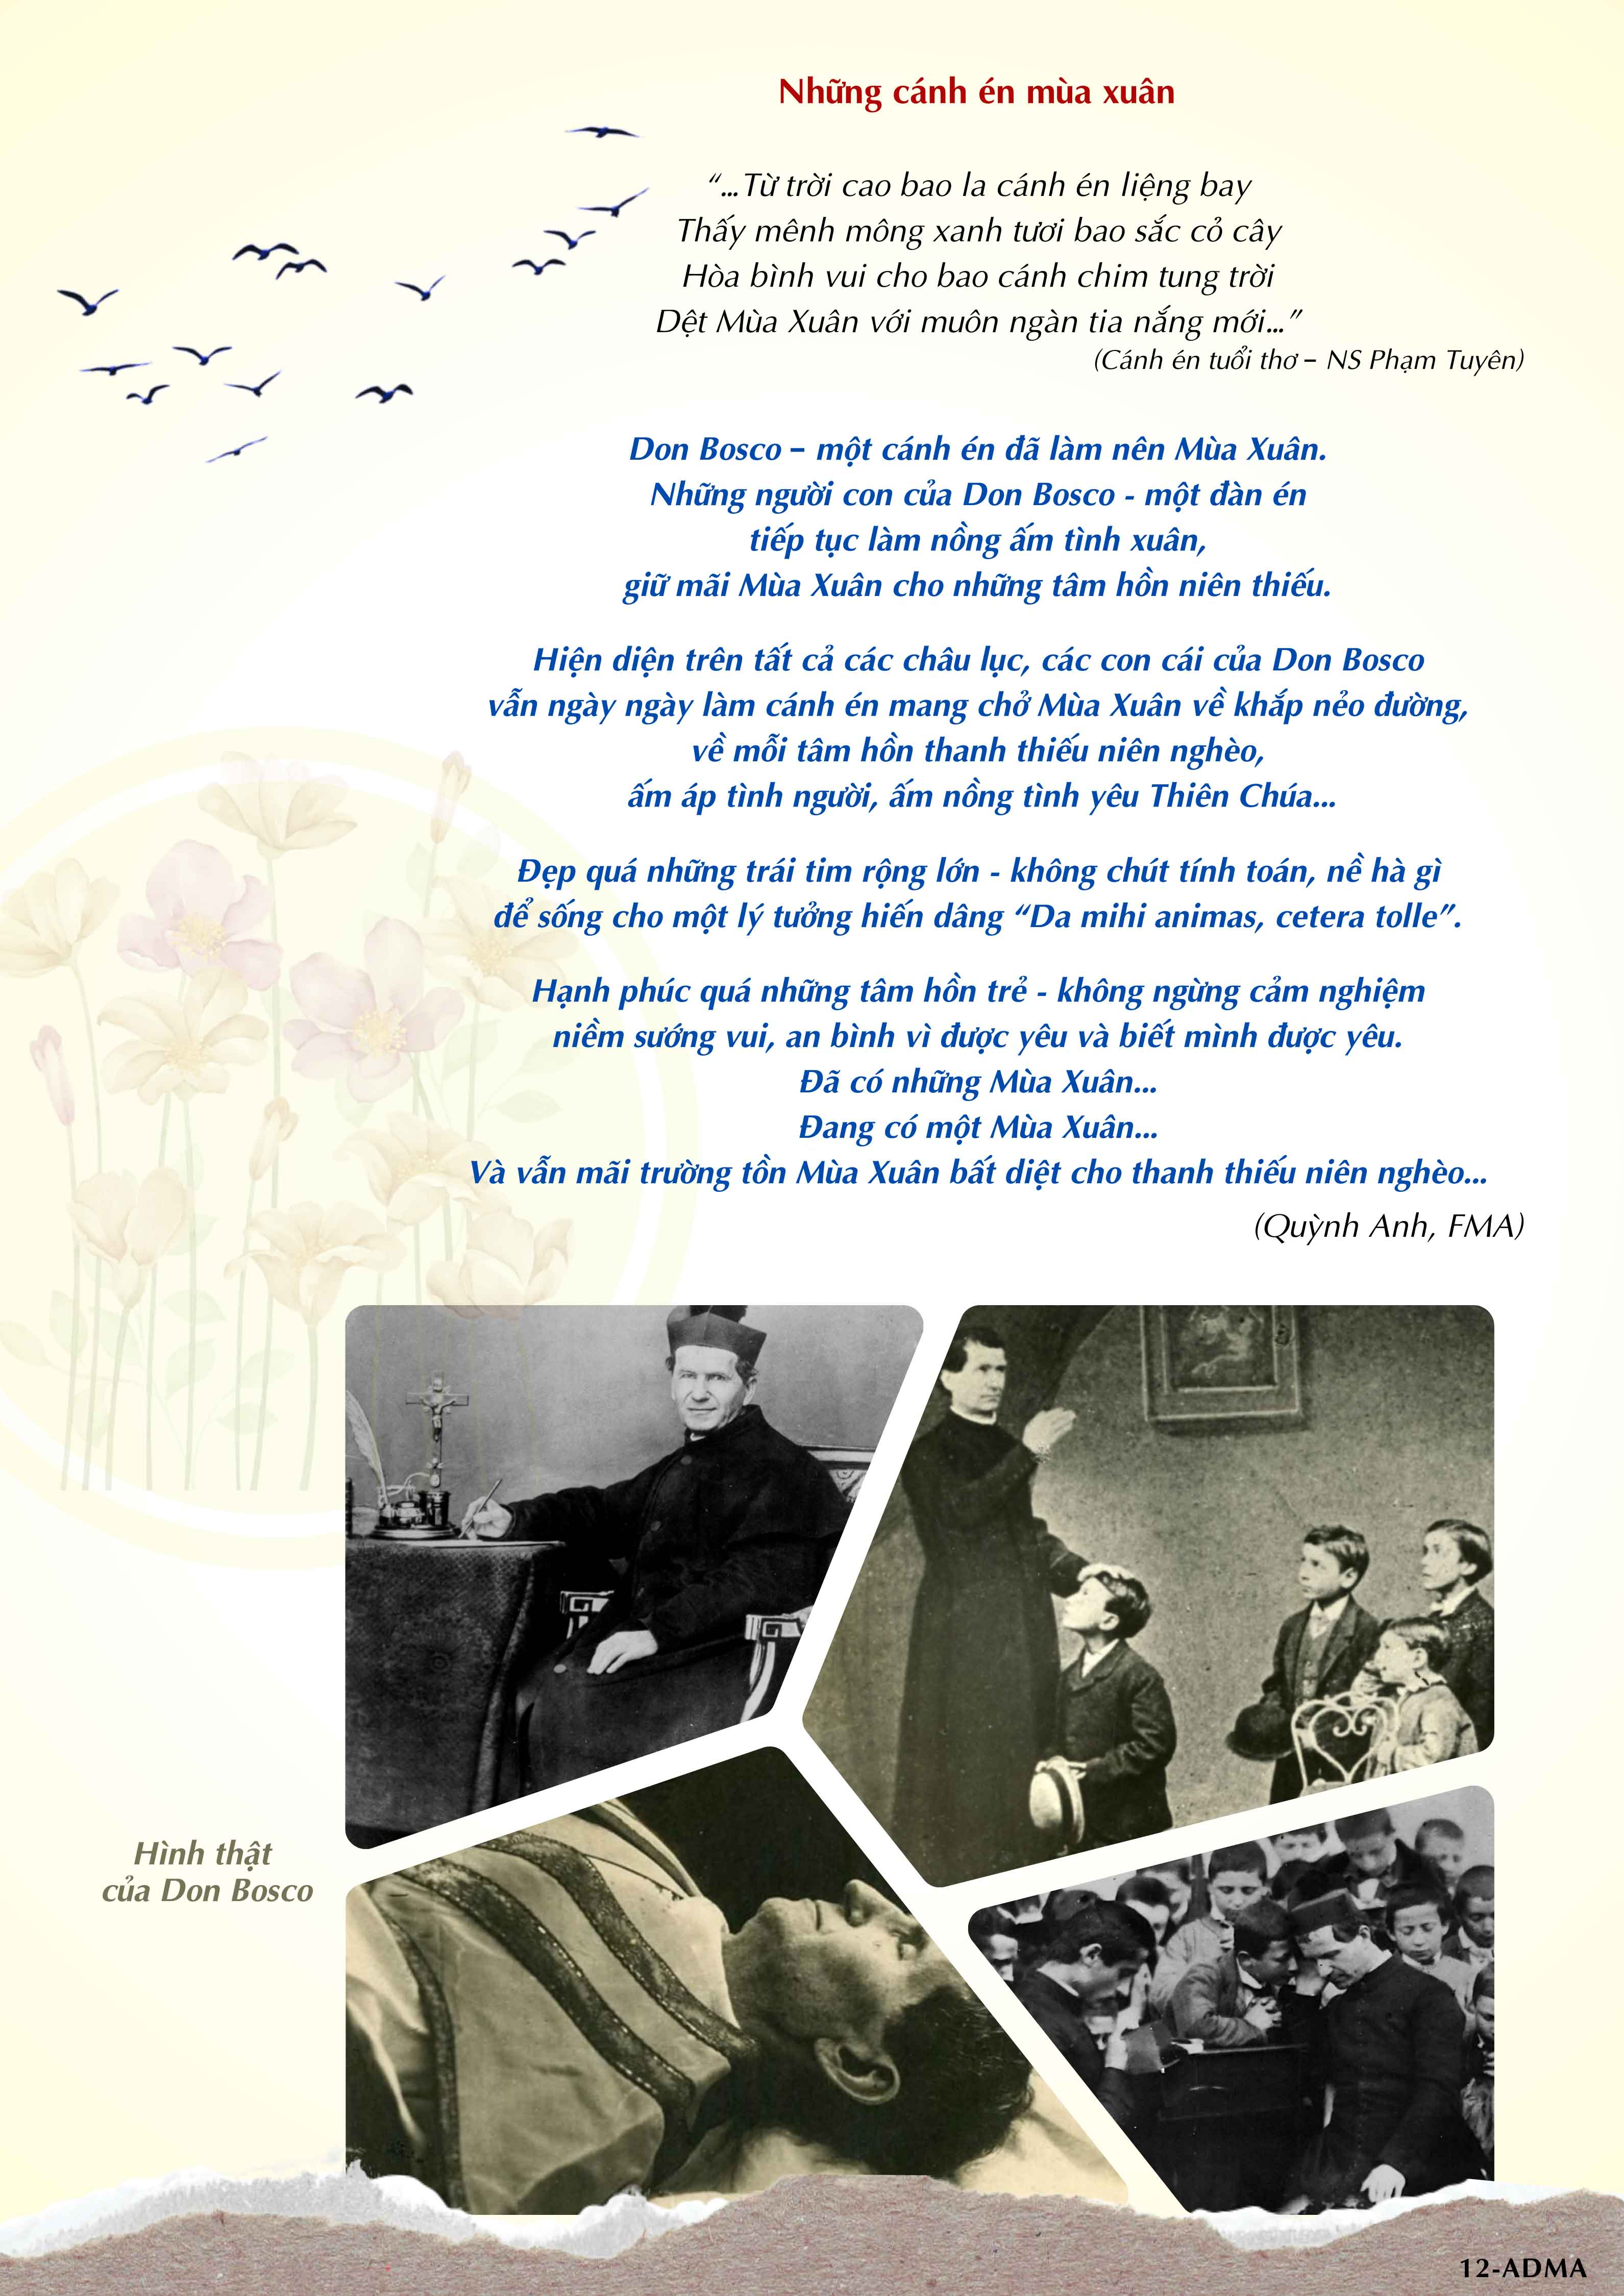 Những cánh én mùa xuân
“...Từ trời cao bao la cánh én liệng bay
Thấy mênh mông xanh tươi bao sắc cỏ cây
Hòa bình vui cho bao cánh chim tung trời
Dệt Mùa Xuân với muôn ngàn tia nắng mới...”
(Cánh én tuổi thơ – NS Phạm Tuyên)
Don Bosco – một cánh én đã làm nên Mùa Xuân.
Những người con của Don Bosco - một đàn én
tiếp tục làm nồng ấm tình xuân,
giữ mãi Mùa Xuân cho những tâm hồn niên thiếu.
Hiện diện trên tất cả các châu lục, các con cái của Don Bosco
vẫn ngày ngày làm cánh én mang chở Mùa Xuân về khắp nẻo đường,
về mỗi tâm hồn thanh thiếu niên nghèo,
ấm áp tình người, ấm nồng tình yêu Thiên Chúa...
Đẹp quá những trái tim rộng lớn - không chút tính toán, nề hà gì
để sống cho một lý tưởng hiến dâng “Da mihi animas, cetera tolle”.
Hạnh phúc quá những tâm hồn trẻ - không ngừng cảm nghiệm
niềm sướng vui, an bình vì được yêu và biết mình được yêu.
Đã có những Mùa Xuân...
Đang có một Mùa Xuân...
Và vẫn mãi trường tồn Mùa Xuân bất diệt cho thanh thiếu niên nghèo...
(Quỳnh Anh, FMA)
Hình thật
của Don Bosco
12-ADMA